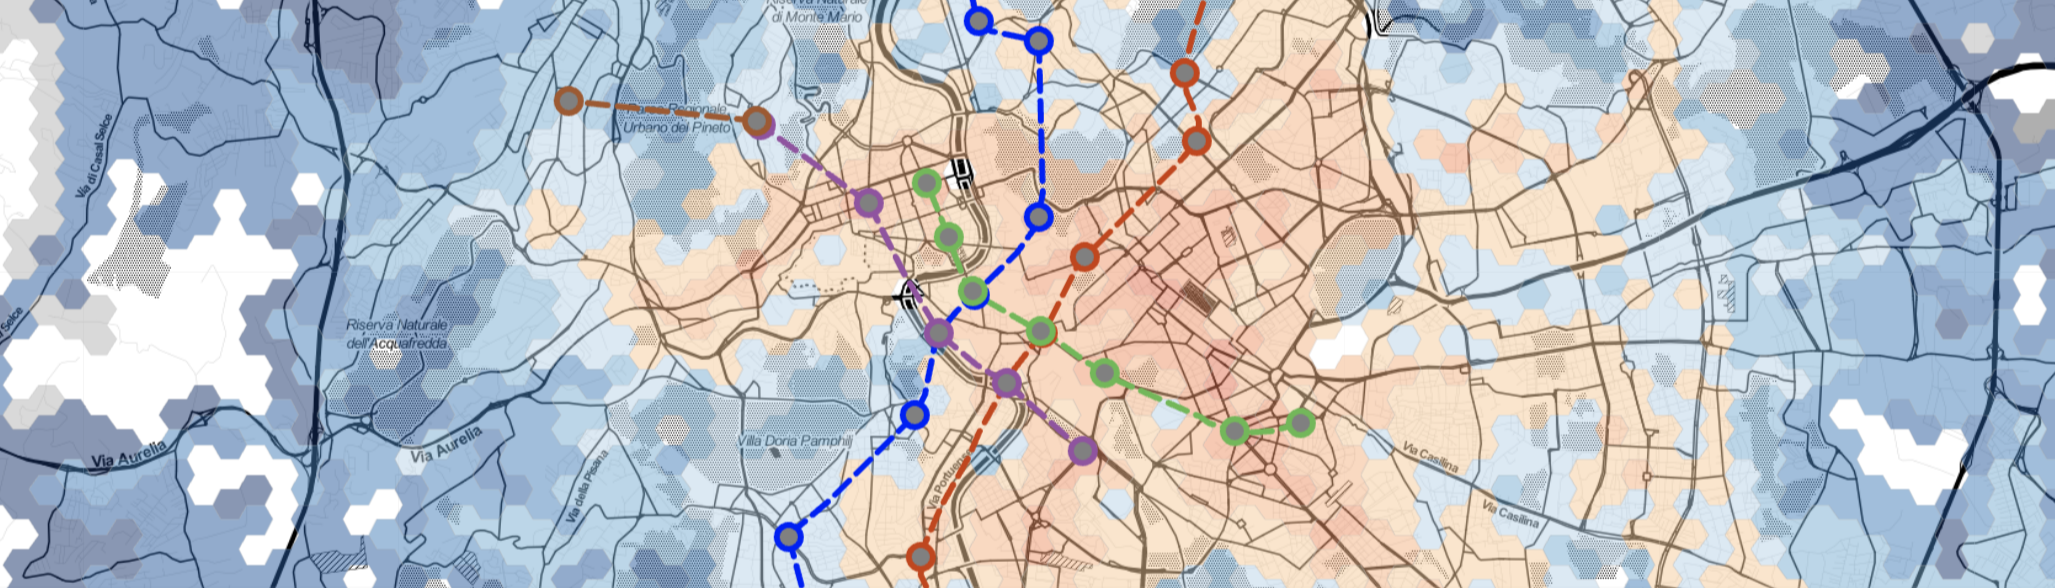 Riserva Naturale
di Monte Mario
Parco Regionale
Urbano del Pineto
Via di Casal Selce
Selce
Riserva Naturale
dell'Acquafredda
Via Aurelia
Via Aurelia
Via della Pisana
Villa Doria Pamphilj
Via Portuense
Via Casilina
Via Casilina